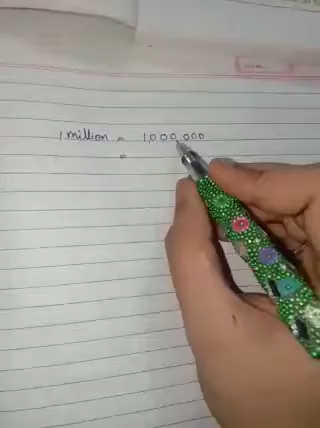 1 million = 1,000,000
=